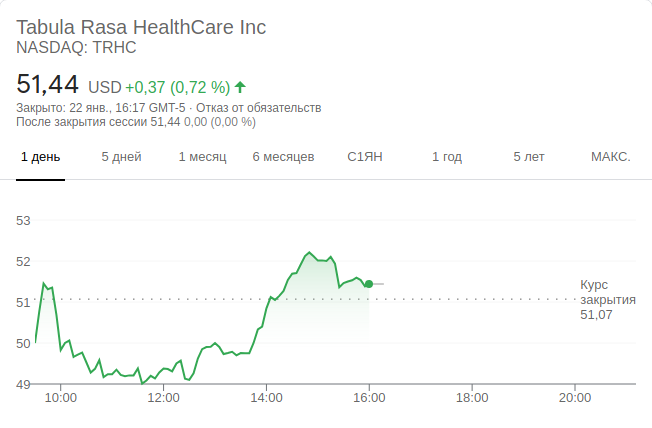 Tabula Rasa HealthCare Inc
NASDAQ: TRHC
51,44 USD +0,37 (0,72 %)
Закрыто: 22 янв., 16:17 GMT-5 · Отказ от обязательств
После закрытия сессии 51,44 0,00 (0,00 %)
1 день 5 дней 1 месяц 6 месяцев С1ЯН 1 год 5 лет МАКС.
53
52
51
50
49
Курс
закрытия
51,07
10:00 12:00 14:00 16:00 18:00 20:00